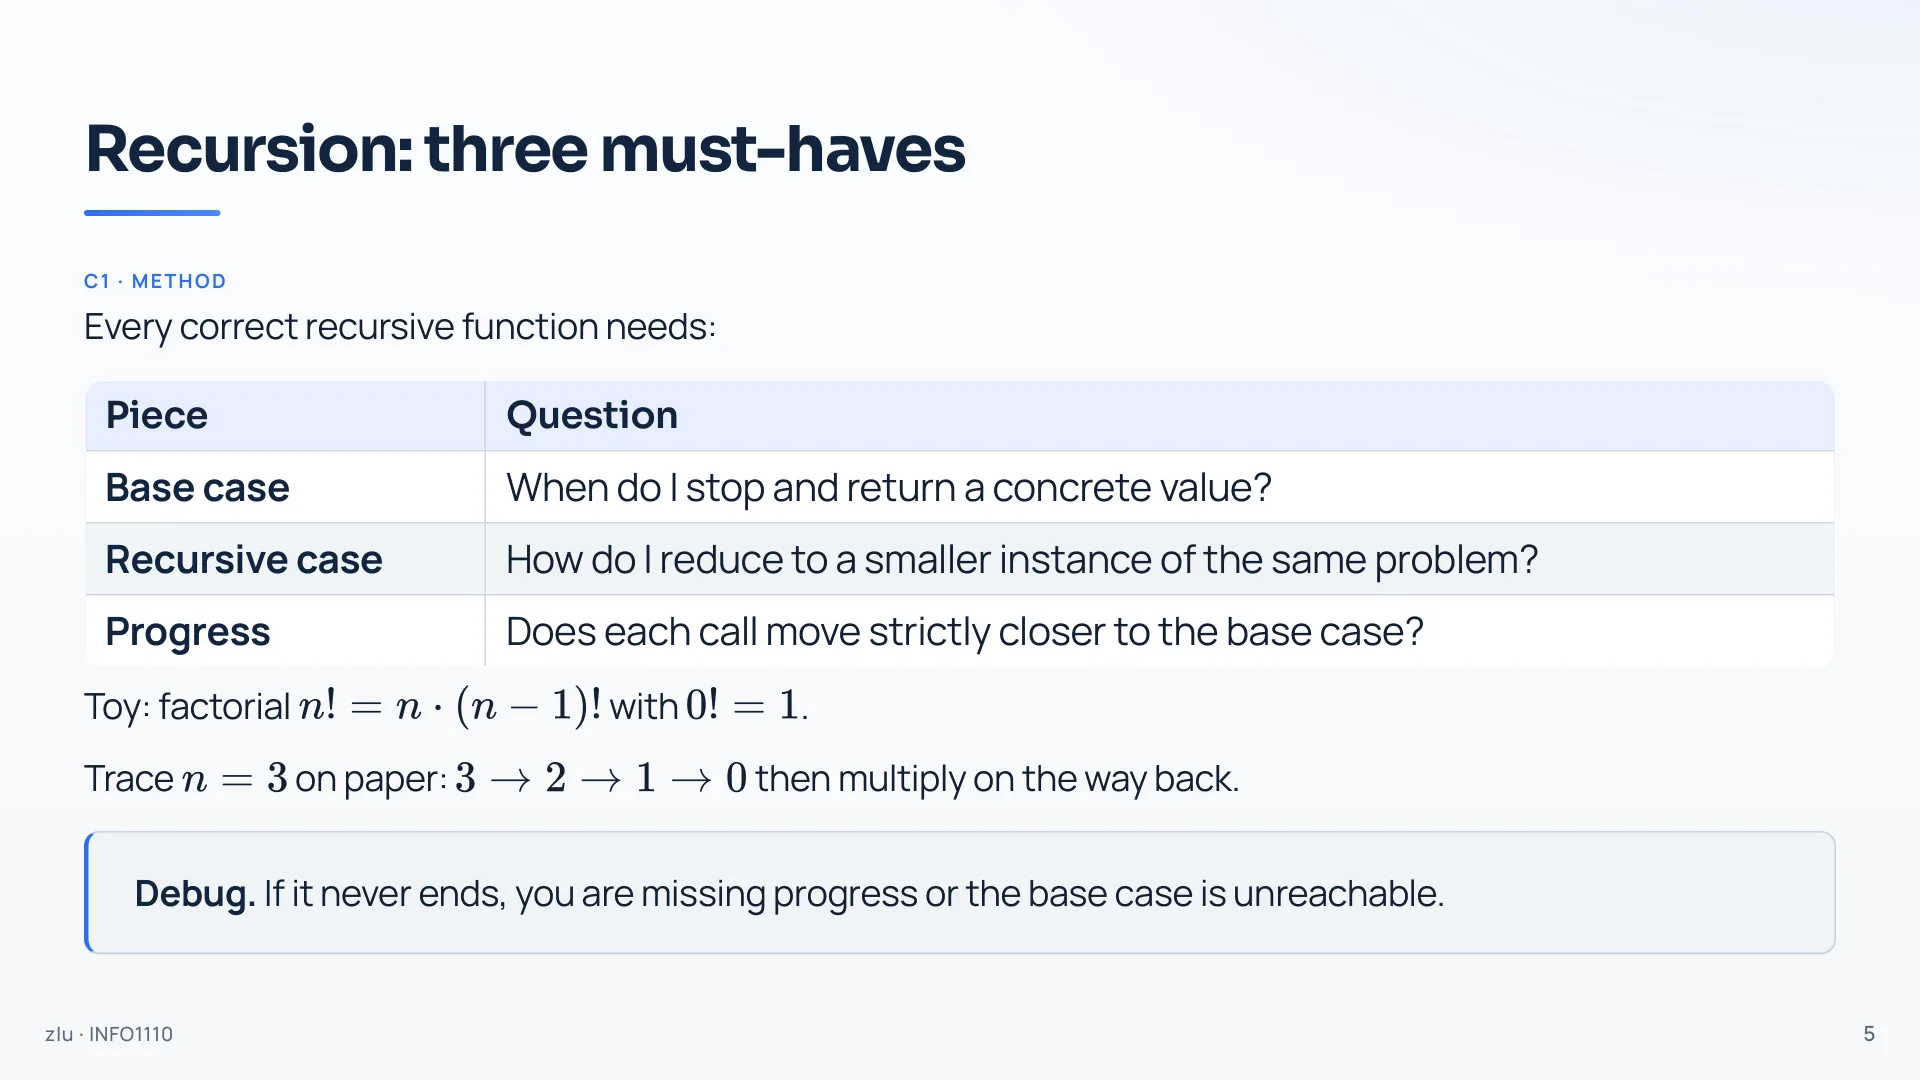 Recursion: three must-haves
C1 · METHOD
Every correct recursive function needs:
Piece Question
Base case When do I stop and return a concrete value?
Recursive case How do I reduce to a smaller instance of the same problem?
Progress Does each call move strictly closer to the base case?
Toy: factorial n! = n · (n − 1)! with 0! = 1.
Trace n = 3 on paper: 3 → 2 → 1 → 0 then multiply on the way back.
Debug. If it never ends, you are missing progress or the base case is unreachable.
zlu · INFO1110
5